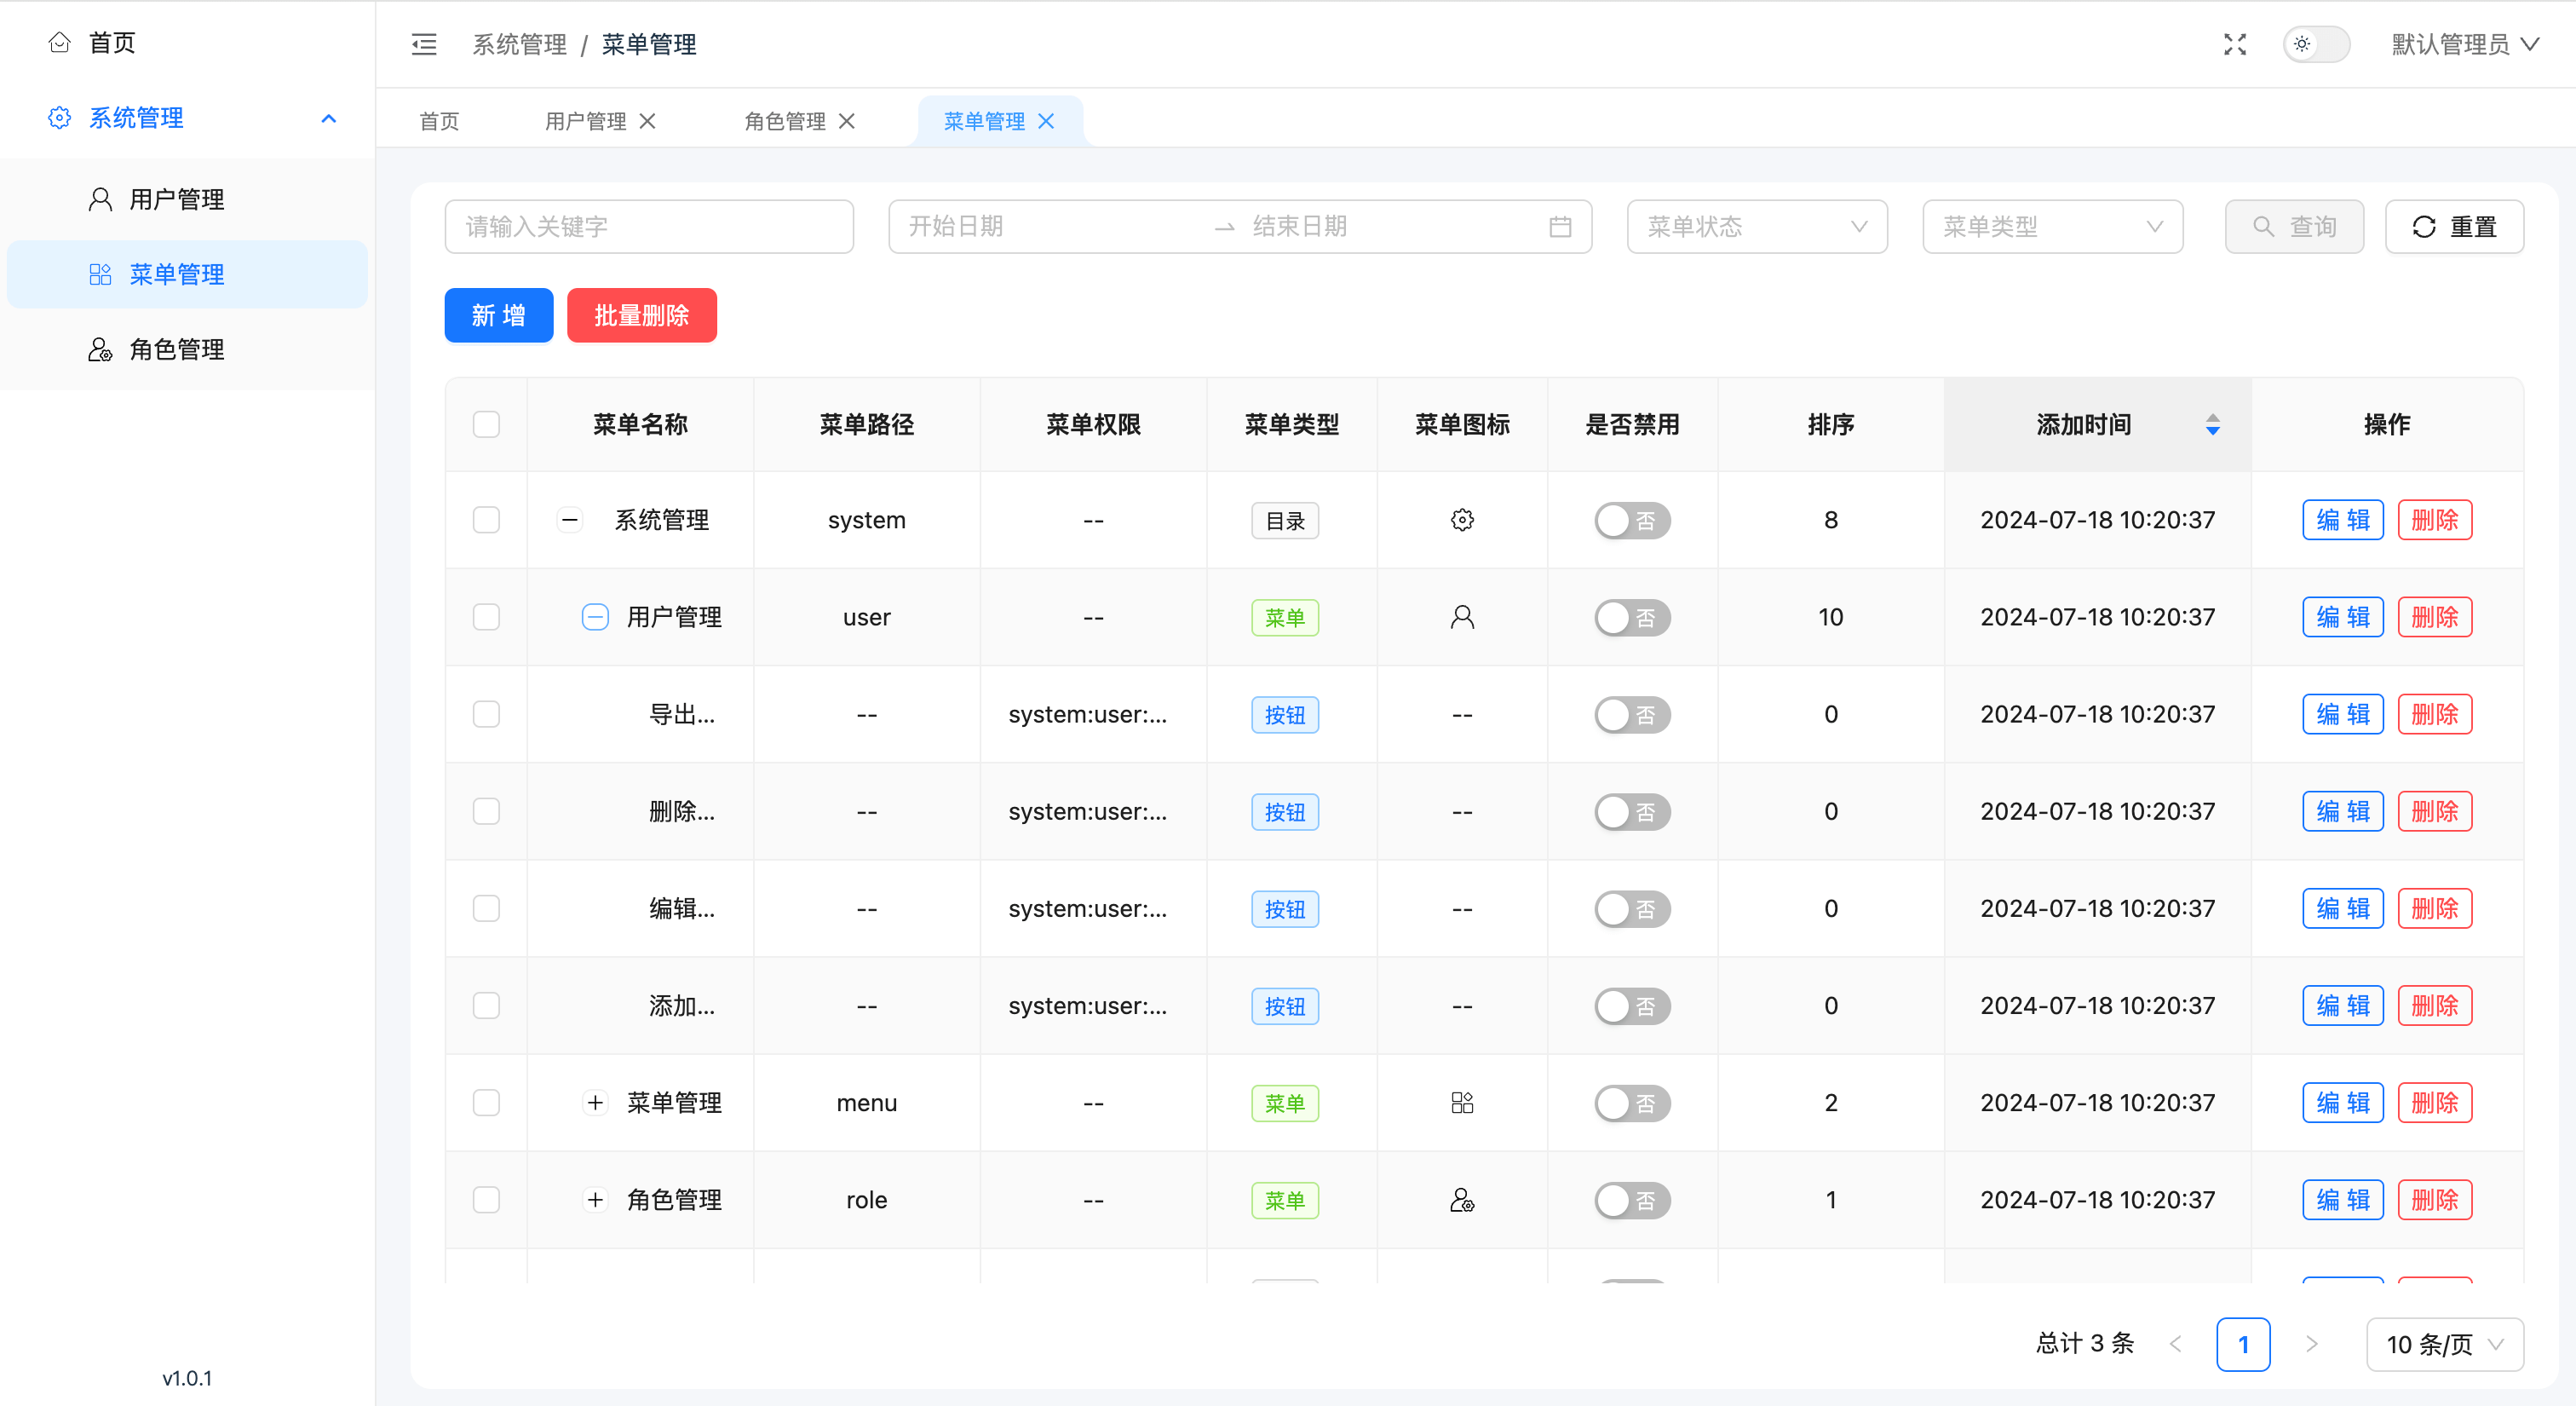 首页
系统管理
用户管理
菜单管理
角色管理
v1.0.1
系统管理 / 菜单管理
默认管理员
首页 用户管理 角色管理 菜单管理
请输入关键字 开始日期 结束日期 菜单状态 菜单类型 查询 重置
新 增 批量删除
菜单名称 菜单路径 菜单权限 菜单类型 菜单图标 是否禁用 排序 添加时间 操作
系统管理 system -- 目录 否 8 2024-07-18 10:20:37 编 辑 删除
用户管理 user -- 菜单 否 10 2024-07-18 10:20:37 编 辑 删除
导出... -- system:user:... 按钮 -- 否 0 2024-07-18 10:20:37 编 辑 删除
删除... -- system:user:... 按钮 -- 否 0 2024-07-18 10:20:37 编 辑 删除
编辑... -- system:user:... 按钮 -- 否 0 2024-07-18 10:20:37 编 辑 删除
添加... -- system:user:... 按钮 -- 否 0 2024-07-18 10:20:37 编 辑 删除
菜单管理 menu -- 菜单 否 2 2024-07-18 10:20:37 编 辑 删除
角色管理 role -- 菜单 否 1 2024-07-18 10:20:37 编 辑 删除
总计 3 条 1 10 条/页